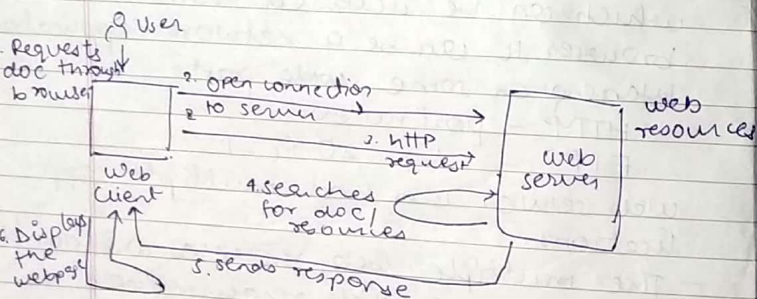 User
1. Requests
doc through
browser
2. Open connection
2 to server
3. HTTP
request
web
resources
web
server
Web
Client
4. searches
for doc/
resources
6. Displays
the
webpage
5. sends response